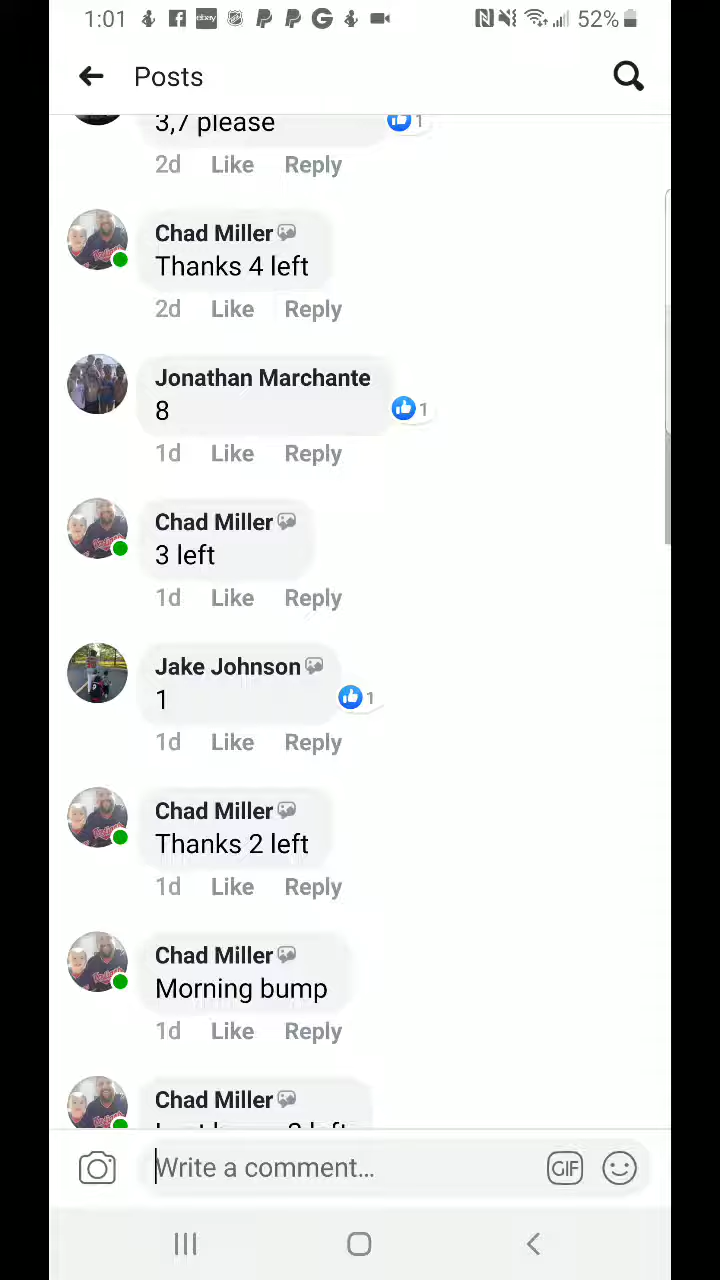 1:01 ebay 52%
Posts
3,7 please
1
2d Like Reply
Chad Miller
Thanks 4 left
2d Like Reply
Jonathan Marchante
8
1
1d Like Reply
Chad Miller
3 left
1d Like Reply
Jake Johnson
1
1
1d Like Reply
Chad Miller
Thanks 2 left
1d Like Reply
Chad Miller
Morning bump
1d Like Reply
Chad Miller
Write a comment... GIF